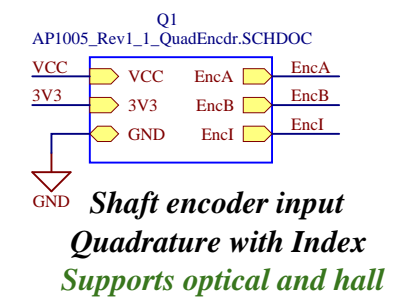 Q1
AP1005_Rev1_1_QuadEncdr.SCHDOC
VCC VCC EncA EncA
3V3 3V3 EncB EncB
GND EncI EncI
GND
Shaft encoder input
Quadrature with Index
Supports optical and hall